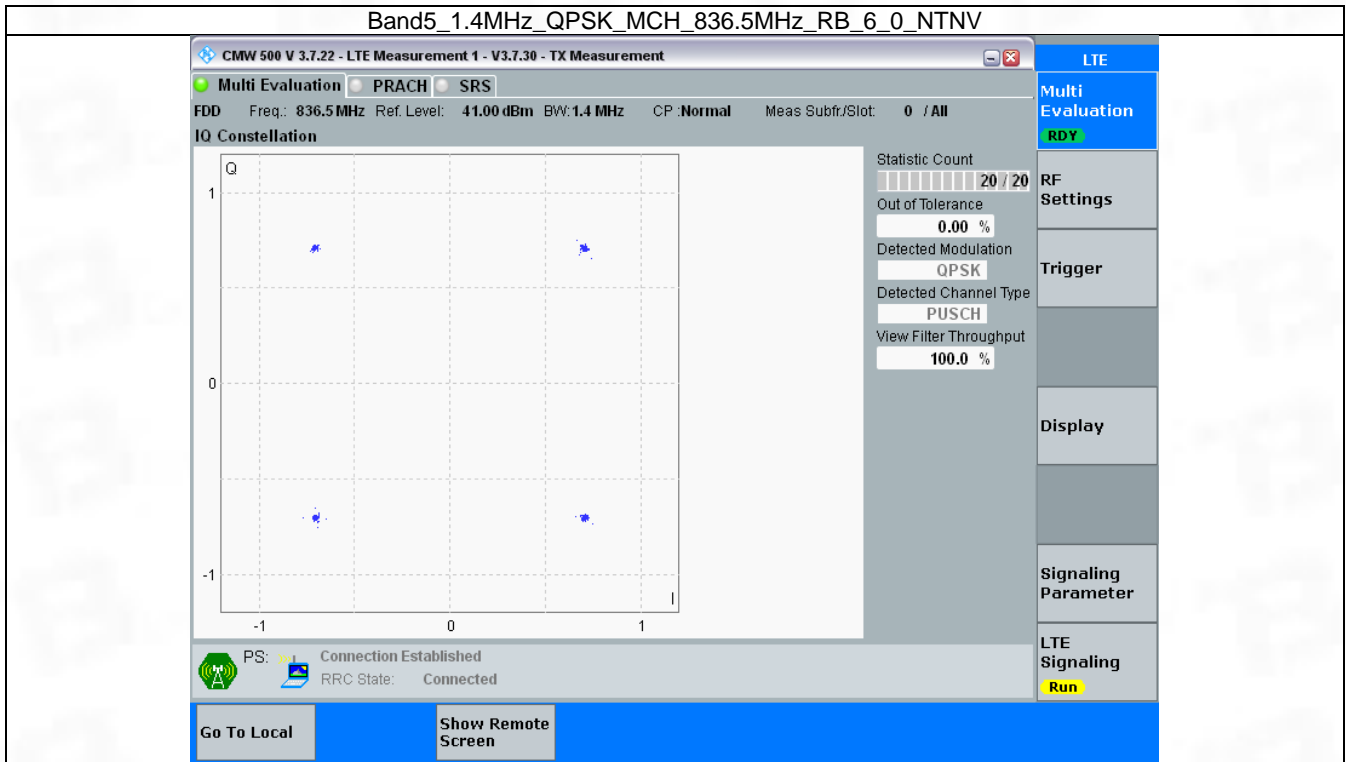 Band5_1.4MHz_QPSK_MCH_836.5MHz_RB_6_0_NTNV
CMW 500 V 3.7.22 - LTE Measurement 1 - V3.7.30 - TX Measurement
LTE
Multi Evaluation PRACH SRS
Multi
Evaluation
RDY
FDD Freq.: 836.5 MHz Ref. Level: 41.00 dBm BW: 1.4 MHz CP :Normal Meas Subfr./Slot: 0 / All
IQ Constellation
Q
1
0
-1
I
-1 0 1
Statistic Count
20 / 20
Out of Tolerance
0.00 %
Detected Modulation
QPSK
Detected Channel Type
PUSCH
View Filter Throughput
100.0 %
RF
Settings
Trigger
Display
Signaling
Parameter
LTE
Signaling
Run
PS: Connection Established
RRC State: Connected
Go To Local
Show Remote
Screen